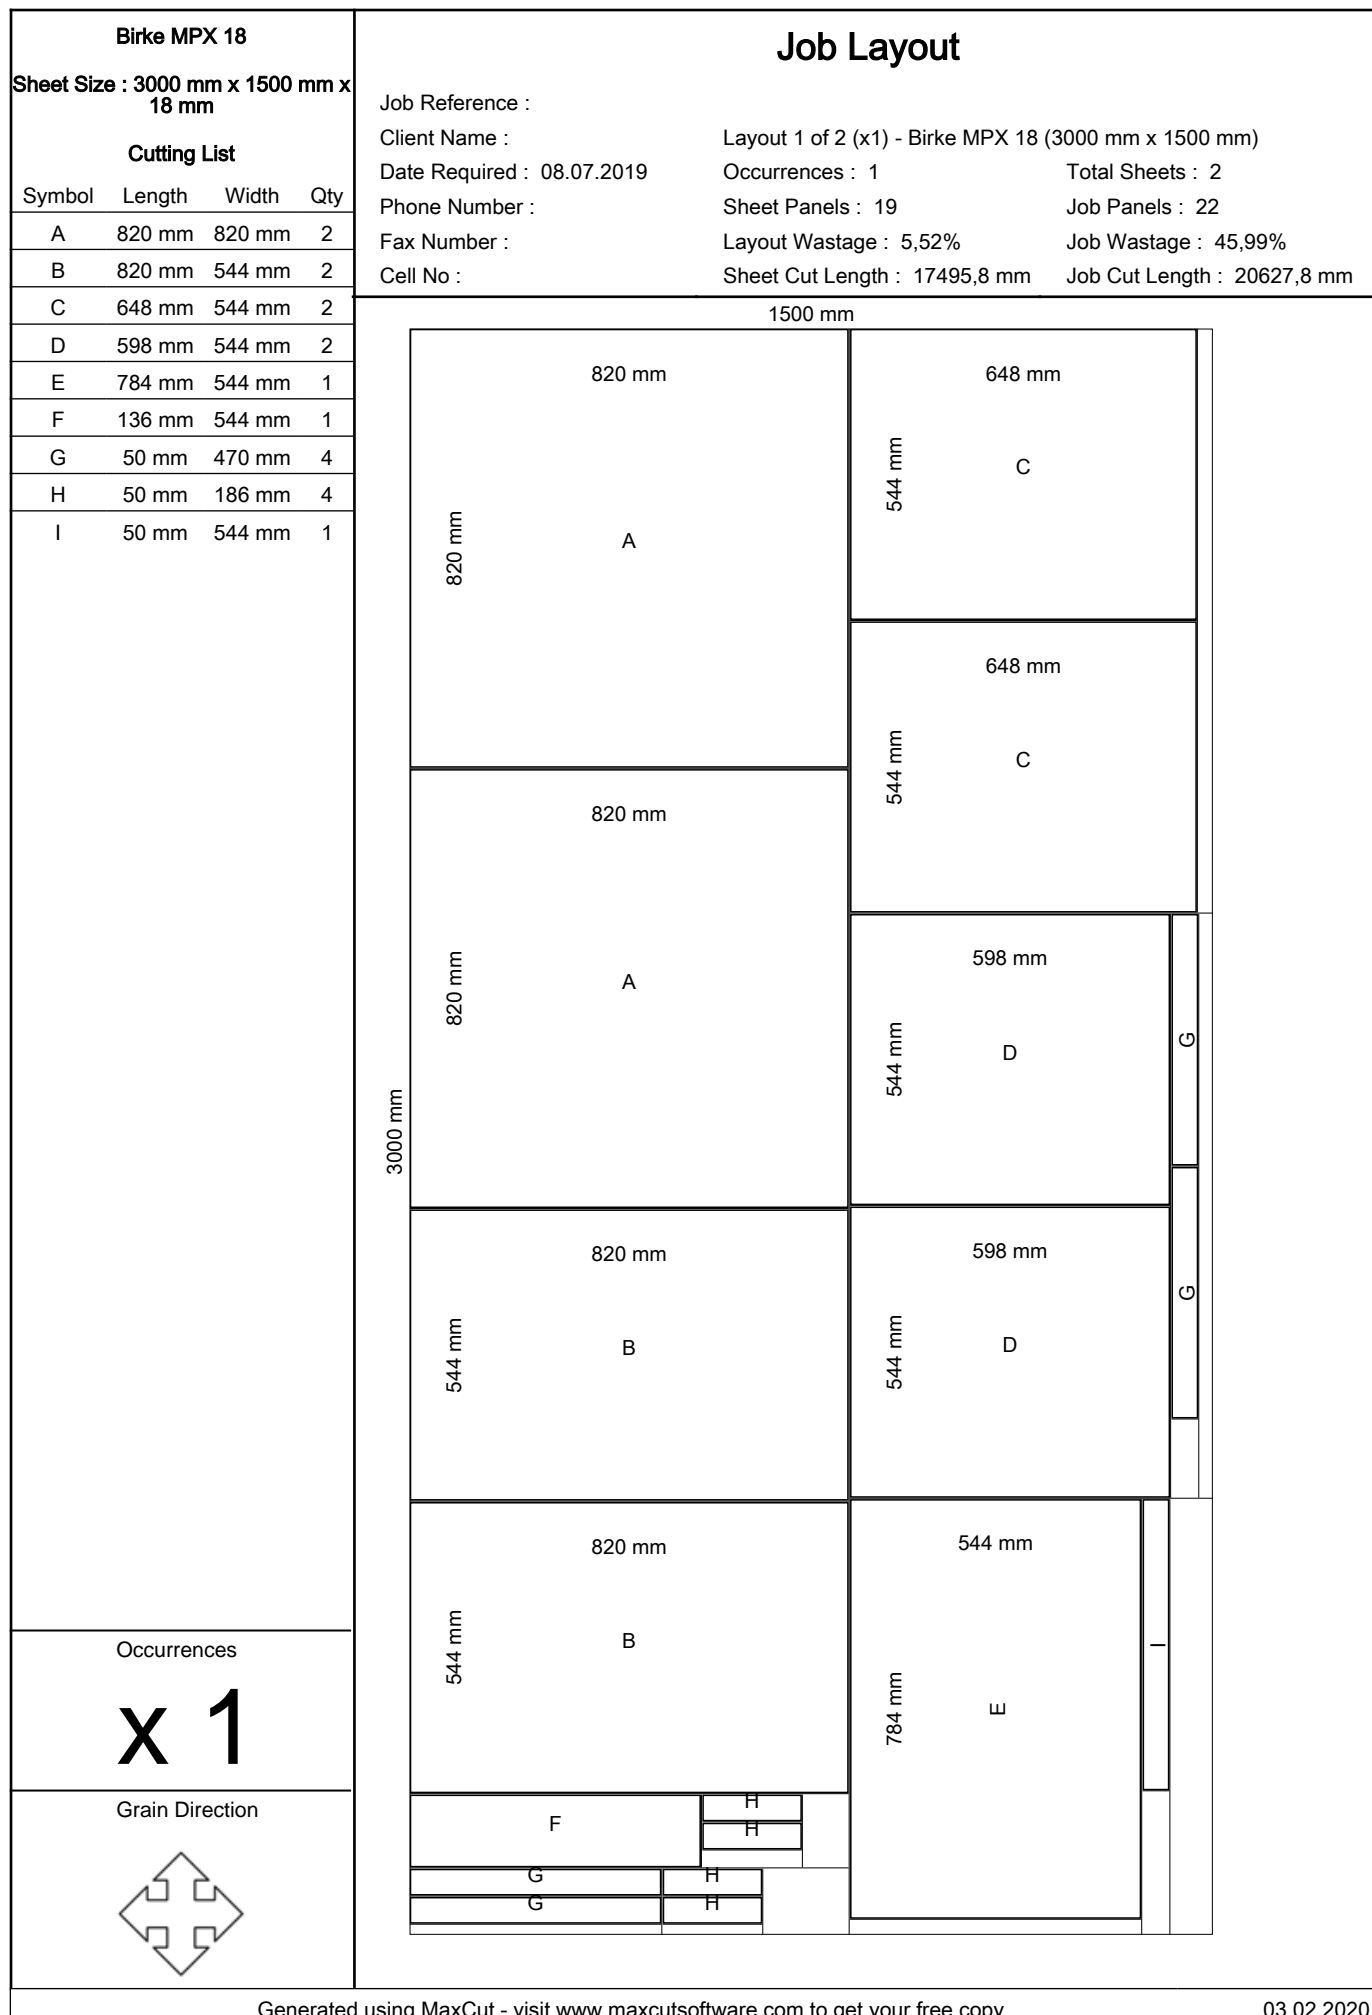 Birke MPX 18
Sheet Size : 3000 mm x 1500 mm x
18 mm
Cutting List
Symbol Length Width Qty
A 820 mm 820 mm 2
B 820 mm 544 mm 2
C 648 mm 544 mm 2
D 598 mm 544 mm 2
E 784 mm 544 mm 1
F 136 mm 544 mm 1
G 50 mm 470 mm 4
H 50 mm 186 mm 4
I 50 mm 544 mm 1
Occurrences
x 1
Grain Direction
Job Layout
Job Reference :
Client Name : Layout 1 of 2 (x1) - Birke MPX 18 (3000 mm x 1500 mm)
Date Required : 08.07.2019 Occurrences : 1 Total Sheets : 2
Phone Number : Sheet Panels : 19 Job Panels : 22
Fax Number : Layout Wastage : 5,52% Job Wastage : 45,99%
Cell No : Sheet Cut Length : 17495,8 mm Job Cut Length : 20627,8 mm
1500 mm
3000 mm
820 mm
820 mm
A
648 mm
544 mm
C
648 mm
544 mm
C
820 mm
820 mm
A
598 mm
544 mm
D
G
820 mm
544 mm
B
598 mm
544 mm
D
G
820 mm
544 mm
B
544 mm
784 mm
E
I
F
H
H
G
H
G
H
Generated using MaxCut - visit www.maxcutsoftware.com to get your free copy
03.02.2020